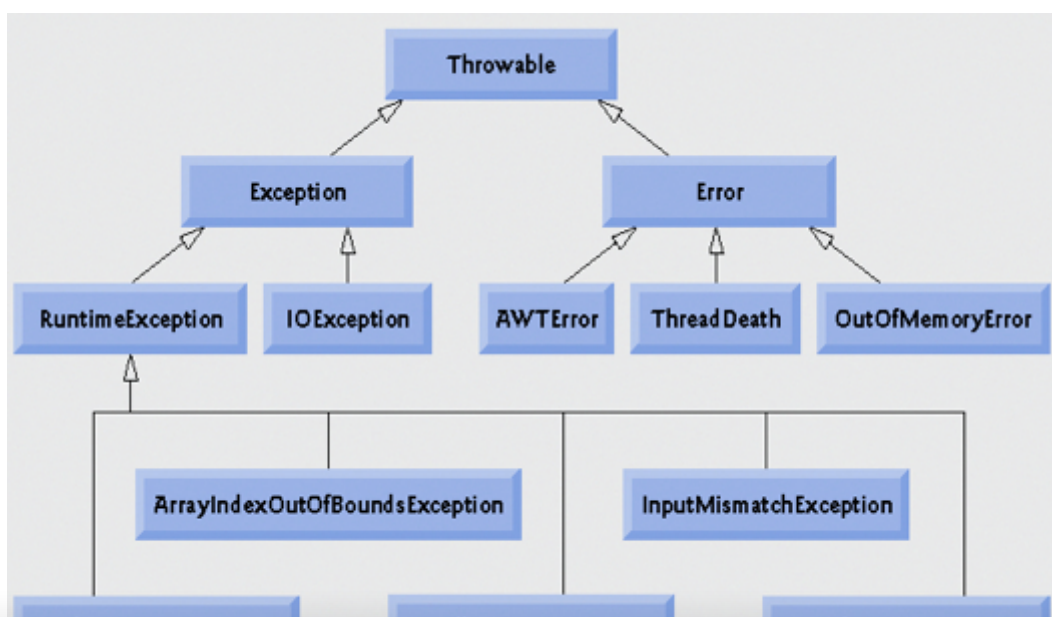 Throwable
Exception
Error
RuntimeException
IOException
AWTError
ThreadDeath
OutOfMemoryError
ArrayIndexOutOfBoundsException
InputMismatchException